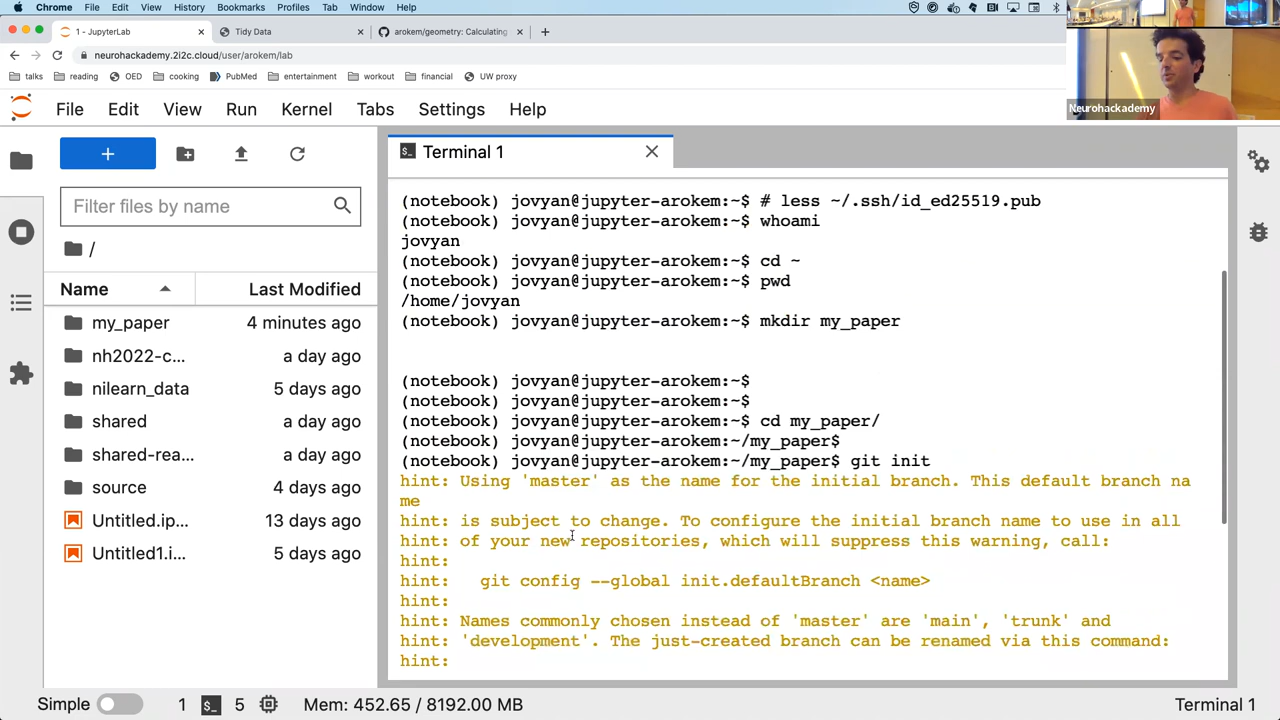 Chrome File Edit View History Bookmarks Profiles Tab Window Help
1 - JupyterLab Tidy Data arokem/geometry: Calculating
neurohackademy.2i2c.cloud/user/arokem/lab
talks reading OED cooking PubMed entertainment workout financial UW proxy
Neurohackademy
File Edit View Run Kernel Tabs Settings Help
Terminal 1
Filter files by name
/
Name Last Modified
my_paper 4 minutes ago
nh2022-c... a day ago
nilearn_data 5 days ago
shared a day ago
shared-rea... a day ago
source 4 days ago
Untitled.ip... 13 days ago
Untitled1.i... 5 days ago
(notebook) jovyan@jupyter-arokem:~$ # less ~/.ssh/id_ed25519.pub
(notebook) jovyan@jupyter-arokem:~$ whoami
jovyan
(notebook) jovyan@jupyter-arokem:~$ cd ~
(notebook) jovyan@jupyter-arokem:~$ pwd
/home/jovyan
(notebook) jovyan@jupyter-arokem:~$ mkdir my_paper
(notebook) jovyan@jupyter-arokem:~$
(notebook) jovyan@jupyter-arokem:~$
(notebook) jovyan@jupyter-arokem:~$ cd my_paper/
(notebook) jovyan@jupyter-arokem:~/my_paper$
(notebook) jovyan@jupyter-arokem:~/my_paper$ git init
hint: Using 'master' as the name for the initial branch. This default branch na
me
hint: is subject to change. To configure the initial branch name to use in all
hint: of your new repositories, which will suppress this warning, call:
hint:
hint: git config --global init.defaultBranch <name>
hint:
hint: Names commonly chosen instead of 'master' are 'main', 'trunk' and
hint: 'development'. The just-created branch can be renamed via this command:
hint:
Simple 1 5 Mem: 452.65 / 8192.00 MB Terminal 1